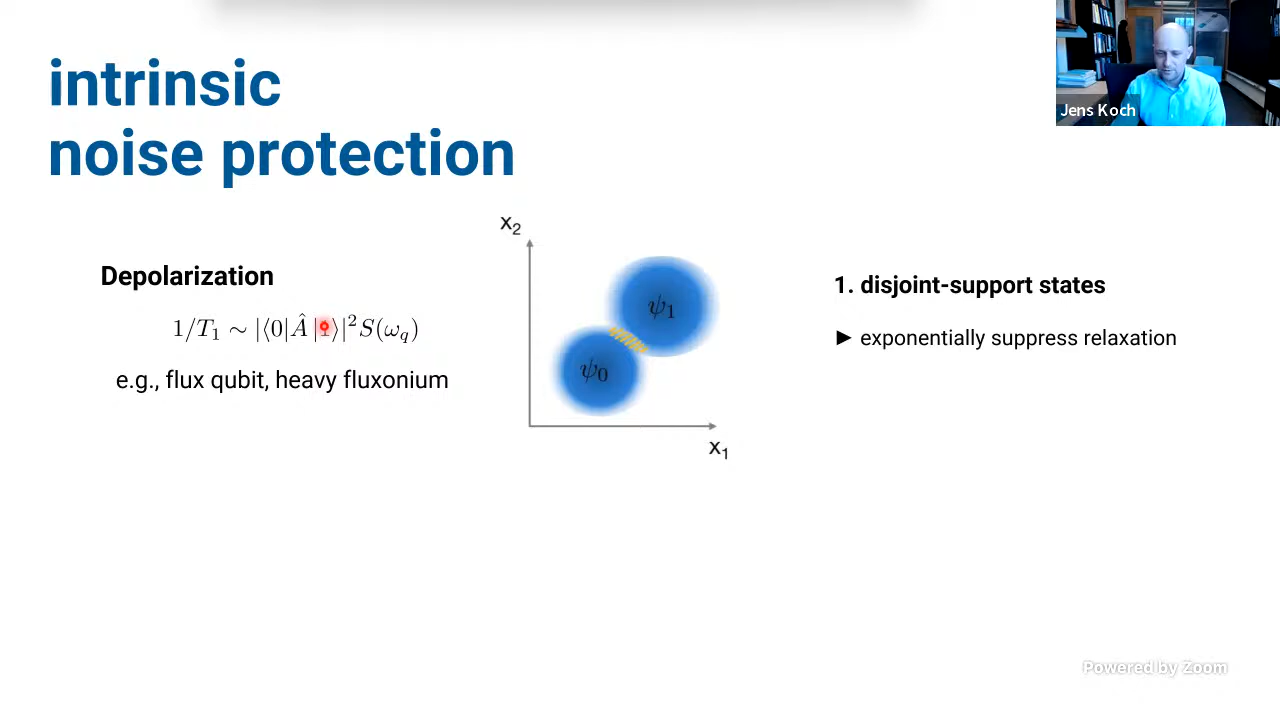 intrinsic
noise protection
Jens Koch
Depolarization
1/T₁ ∼ |⟨0|Â|1⟩|²S(ω_q)
e.g., flux qubit, heavy fluxonium
x₂
ψ₁
ψ₀
x₁
1. disjoint-support states
► exponentially suppress relaxation
Powered by Zoom